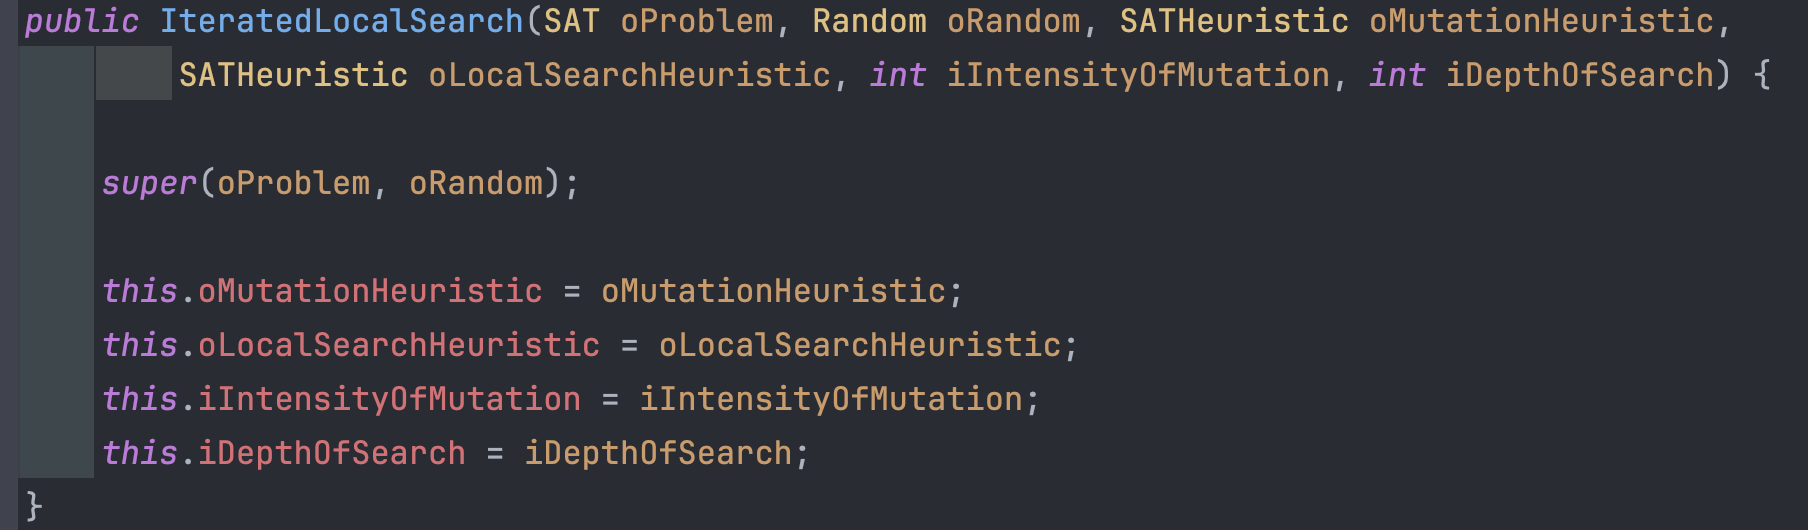 public IteratedLocalSearch(SAT oProblem, Random oRandom, SATHeuristic oMutationHeuristic,
SATHeuristic oLocalSearchHeuristic, int iIntensityOfMutation, int iDepthOfSearch) {
super(oProblem, oRandom);
this.oMutationHeuristic = oMutationHeuristic;
this.oLocalSearchHeuristic = oLocalSearchHeuristic;
this.iIntensityOfMutation = iIntensityOfMutation;
this.iDepthOfSearch = iDepthOfSearch;
}